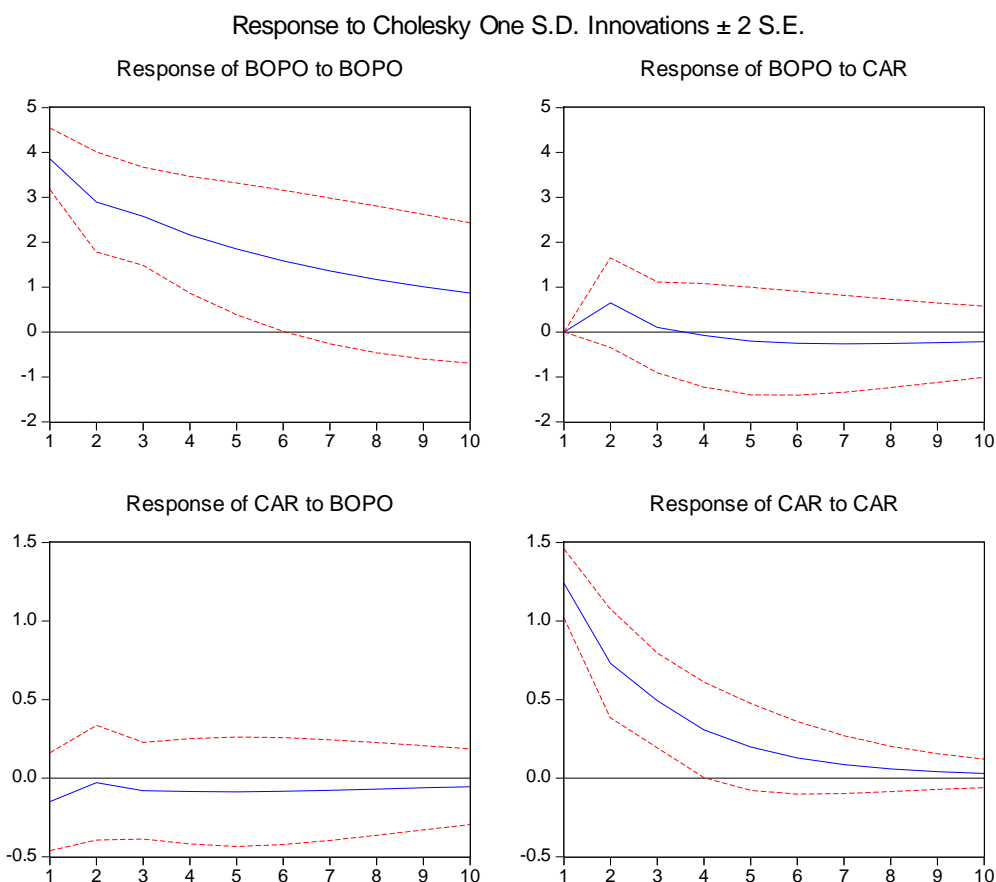 Response to Cholesky One S.D. Innovations ± 2 S.E.
Response of BOPO to BOPO
5
4
3
2
1
0
-1
-2
1 2 3 4 5 6 7 8 9 10
Response of BOPO to CAR
5
4
3
2
1
0
-1
-2
1 2 3 4 5 6 7 8 9 10
Response of CAR to BOPO
1.5
1.0
0.5
0.0
-0.5
1 2 3 4 5 6 7 8 9 10
Response of CAR to CAR
1.5
1.0
0.5
0.0
-0.5
1 2 3 4 5 6 7 8 9 10